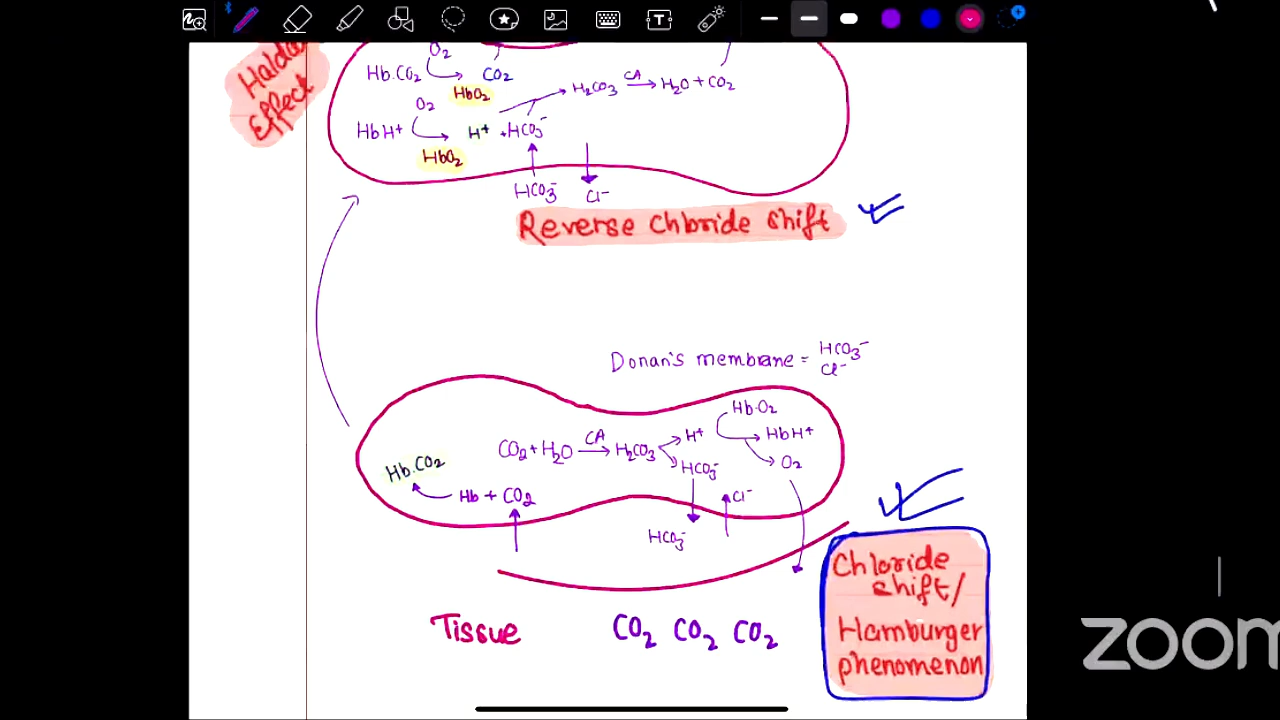 Haldane
Effect
O₂
Hb.CO₂
CO₂
HbO₂
H₂CO₃ CA→ H₂O + CO₂
O₂
HbH⁺
H⁺ + HCO₃⁻
HbO₂
HCO₃⁻ Cl⁻
Reverse Chloride shift
Donan's membrane = HCO₃⁻
Cl⁻
Hb.O₂
CO₂ + H₂O CA→ H₂CO₃ H⁺
HbH⁺
HCO₃⁻
O₂
Hb.CO₂
Hb + CO₂
Cl⁻
HCO₃⁻
Chloride
shift/
Hamburger
phenomenon
Tissue CO₂ CO₂ CO₂
zoom